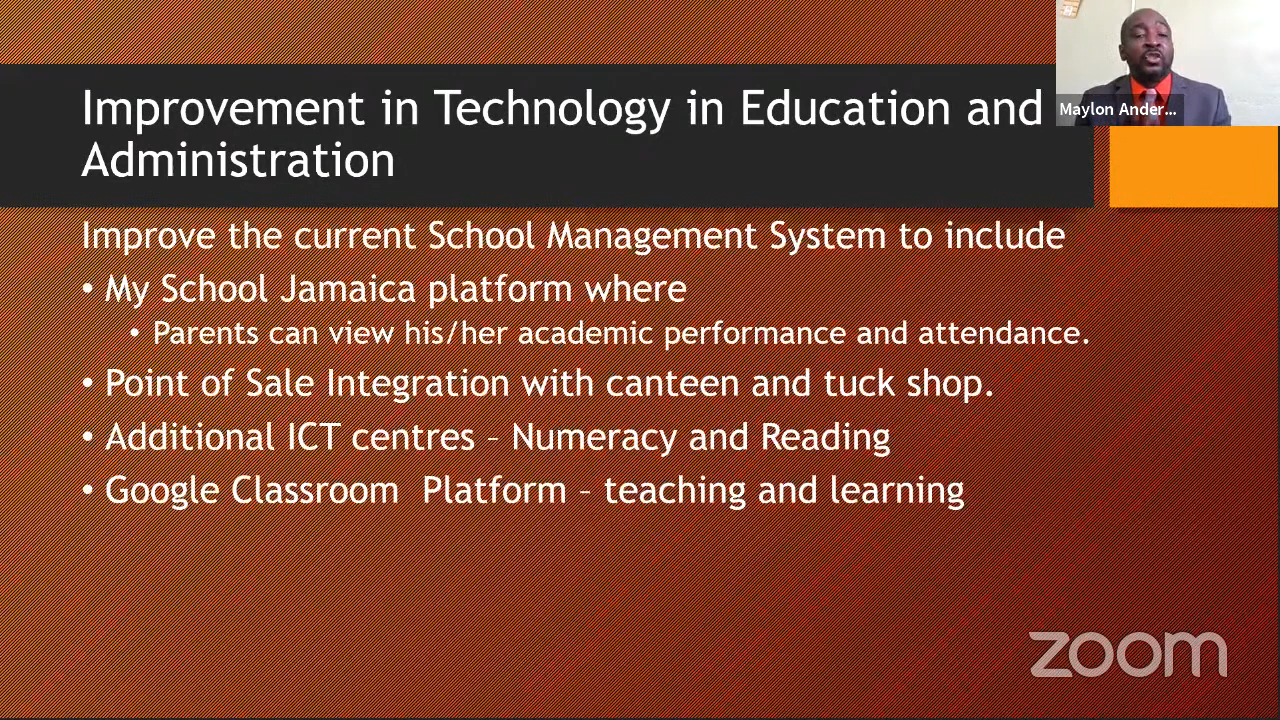 Improvement in Technology in Education and
Administration
Maylon Ander...
Improve the current School Management System to include
• My School Jamaica platform where
• Parents can view his/her academic performance and attendance.
• Point of Sale Integration with canteen and tuck shop.
• Additional ICT centres – Numeracy and Reading
• Google Classroom  Platform – teaching and learning
zoom